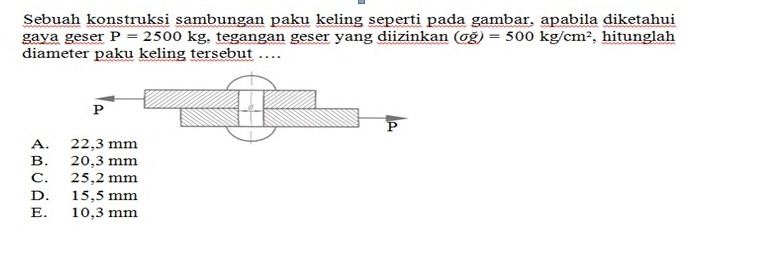 Sebuah konstruksi sambungan paku keling seperti pada gambar, apabila diketahui
gaya geser P = 2500 kg, tegangan geser yang diizinkan (σg̅) = 500 kg/cm², hitunglah
diameter paku keling tersebut ....
P
d
P
A. 22,3 mm
B. 20,3 mm
C. 25,2 mm
D. 15,5 mm
E. 10,3 mm